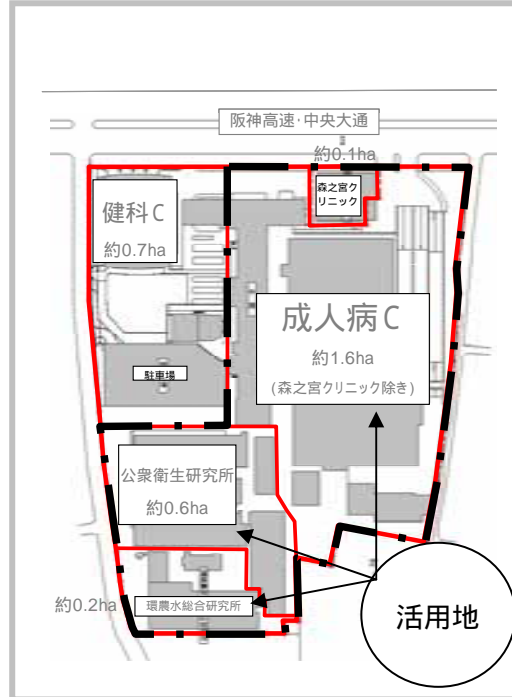 阪神高速・中央大通
約0.1ha
森之宮ク
リニック
健科C
約0.7ha
成人病C
約1.6ha
(森之宮クリニック除き)
駐車場
公衆衛生研究所
約0.6ha
約0.2ha
環農水総合研究所
活用地